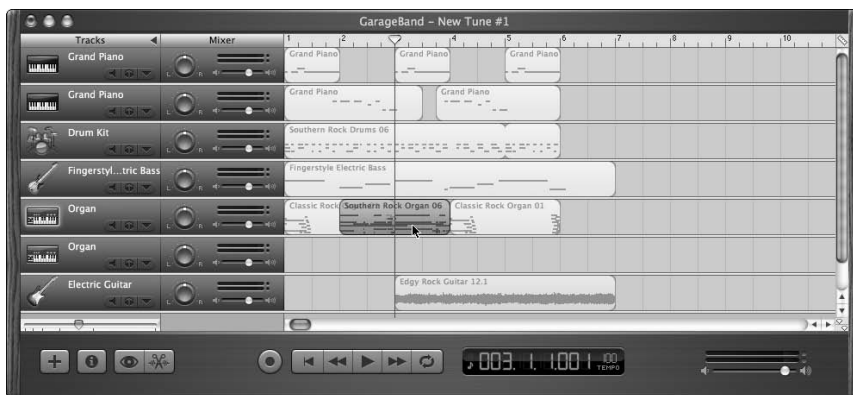 GarageBand – New Tune #1
Tracks Mixer 1 2 3 4 5 6 7 8 9 10
Grand Piano L R Grand Piano Grand Piano Grand Piano
Grand Piano L R Grand Piano Grand Piano
Drum Kit L R Southern Rock Drums 06
Fingerstyl...tric Bass L R Fingerstyle Electric Bass
Organ L R Classic Rock Southern Rock Organ 06 Classic Rock Organ 01
Organ L R
Electric Guitar L R Edgy Rock Guitar 12.1
003. 1. 1.001 100
TEMPO